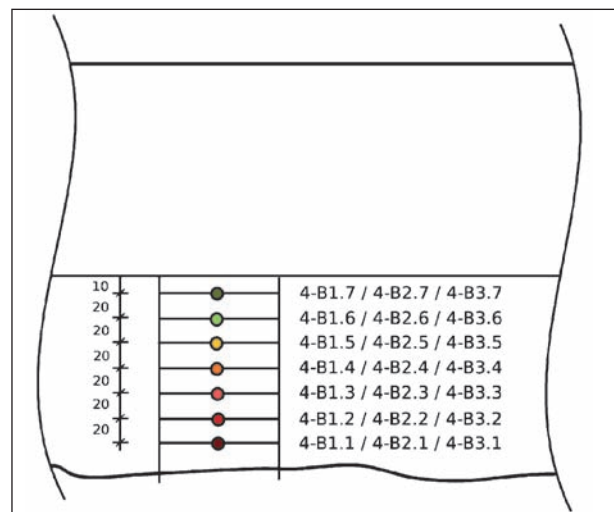 10
4-B1.7 / 4-B2.7 / 4-B3.7
20
4-B1.6 / 4-B2.6 / 4-B3.6
20
4-B1.5 / 4-B2.5 / 4-B3.5
20
4-B1.4 / 4-B2.4 / 4-B3.4
20
4-B1.3 / 4-B2.3 / 4-B3.3
20
4-B1.2 / 4-B2.2 / 4-B3.2
20
4-B1.1 / 4-B2.1 / 4-B3.1